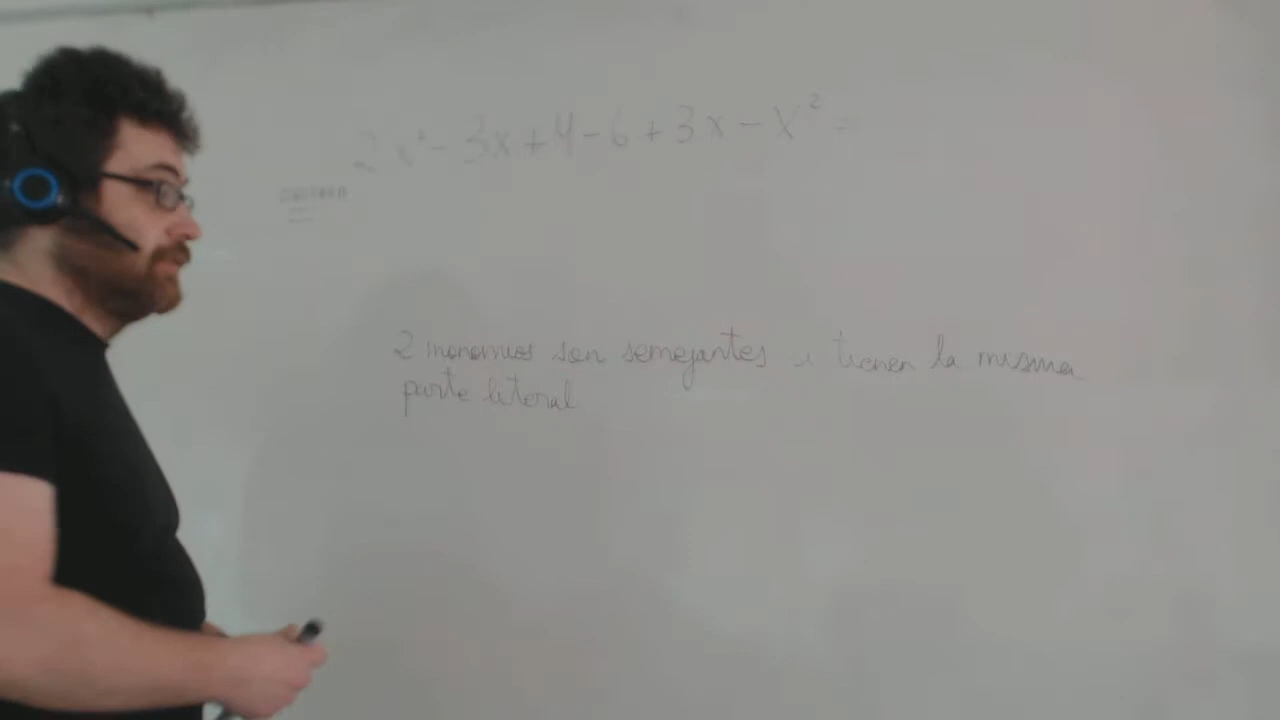 2x² - 3x + 4 - 6 + 3x - x² =
2 monomios son semejantes si tienen la misma
parte literal